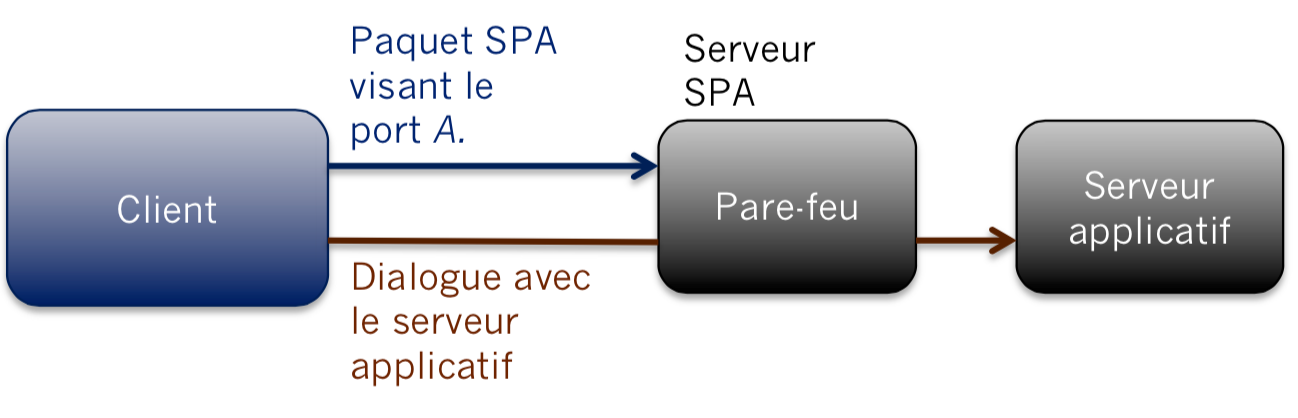 Paquet SPA
visant le
port A.
Serveur
SPA
Client
Pare-feu
Serveur
applicatif
Dialogue avec
le serveur
applicatif